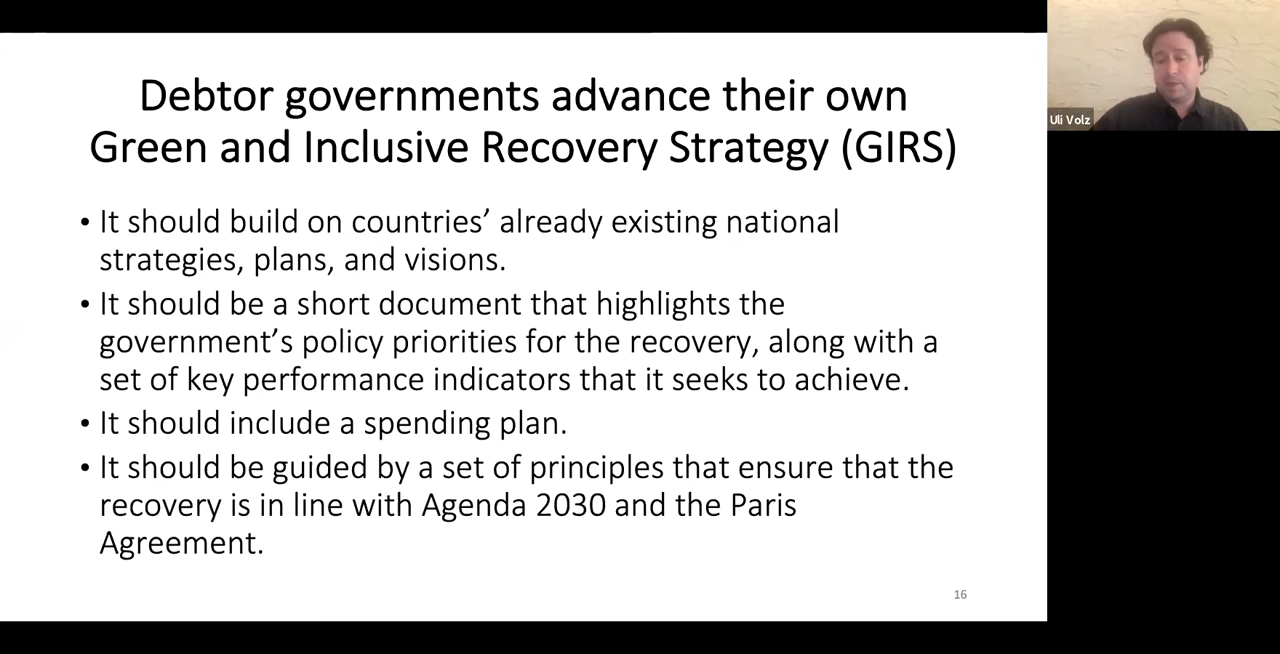 Debtor governments advance their own
Green and Inclusive Recovery Strategy (GIRS)
• It should build on countries’ already existing national
strategies, plans, and visions.
• It should be a short document that highlights the
government’s policy priorities for the recovery, along with a
set of key performance indicators that it seeks to achieve.
• It should include a spending plan.
• It should be guided by a set of principles that ensure that the
recovery is in line with Agenda 2030 and the Paris
Agreement.
16
Uli Volz